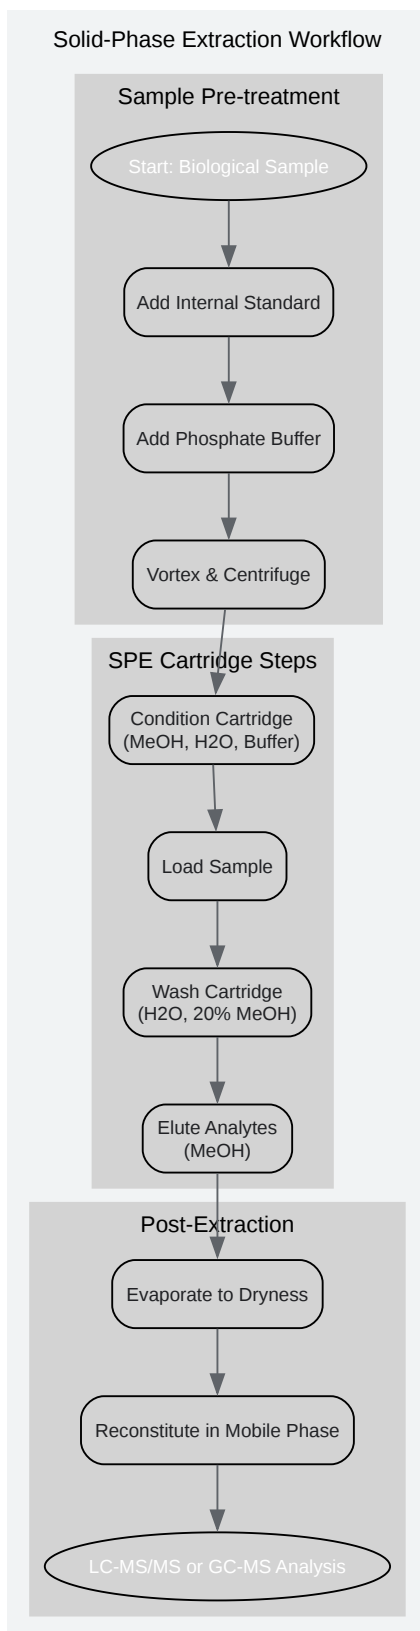 Solid-Phase Extraction Workflow
Sample Pre-treatment
Start: Biological Sample
Add Internal Standard
Add Phosphate Buffer
Vortex & Centrifuge
SPE Cartridge Steps
Condition Cartridge
(MeOH, H2O, Buffer)
Load Sample
Wash Cartridge
(H2O, 20% MeOH)
Elute Analytes
(MeOH)
Post-Extraction
Evaporate to Dryness
Reconstitute in Mobile Phase
LC-MS/MS or GC-MS Analysis